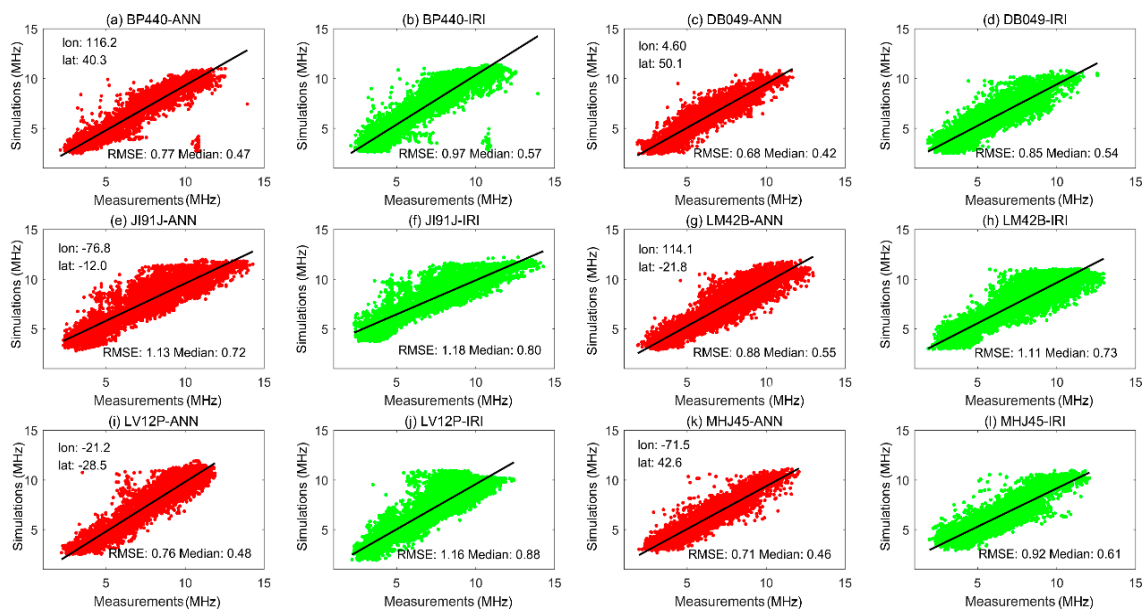 (a) BP440-ANN
lon: 116.2
lat: 40.3
RMSE: 0.77 Median: 0.47
Simulations (MHz)
15
10
5
5
10
15
Measurements (MHz)
(b) BP440-IRI
RMSE: 0.97 Median: 0.57
Simulations (MHz)
15
10
5
5
10
15
Measurements (MHz)
(c) DB049-ANN
lon: 4.60
lat: 50.1
RMSE: 0.68 Median: 0.42
Simulations (MHz)
15
10
5
5
10
15
Measurements (MHz)
(d) DB049-IRI
RMSE: 0.85 Median: 0.54
Simulations (MHz)
15
10
5
5
10
15
Measurements (MHz)
(e) JI91J-ANN
lon: -76.8
lat: -12.0
RMSE: 1.13 Median: 0.72
Simulations (MHz)
15
10
5
5
10
15
Measurements (MHz)
(f) JI91J-IRI
RMSE: 1.18 Median: 0.80
Simulations (MHz)
15
10
5
5
10
15
Measurements (MHz)
(g) LM42B-ANN
lon: 114.1
lat: -21.8
RMSE: 0.88 Median: 0.55
Simulations (MHz)
15
10
5
5
10
15
Measurements (MHz)
(h) LM42B-IRI
RMSE: 1.11 Median: 0.73
Simulations (MHz)
15
10
5
5
10
15
Measurements (MHz)
(i) LV12P-ANN
lon: -21.2
lat: -28.5
RMSE: 0.76 Median: 0.48
Simulations (MHz)
15
10
5
5
10
15
Measurements (MHz)
(j) LV12P-IRI
RMSE: 1.16 Median: 0.88
Simulations (MHz)
15
10
5
5
10
15
Measurements (MHz)
(k) MHJ45-ANN
lon: -71.5
lat: 42.6
RMSE: 0.71 Median: 0.46
Simulations (MHz)
15
10
5
5
10
15
Measurements (MHz)
(l) MHJ45-IRI
RMSE: 0.92 Median: 0.61
Simulations (MHz)
15
10
5
5
10
15
Measurements (MHz)